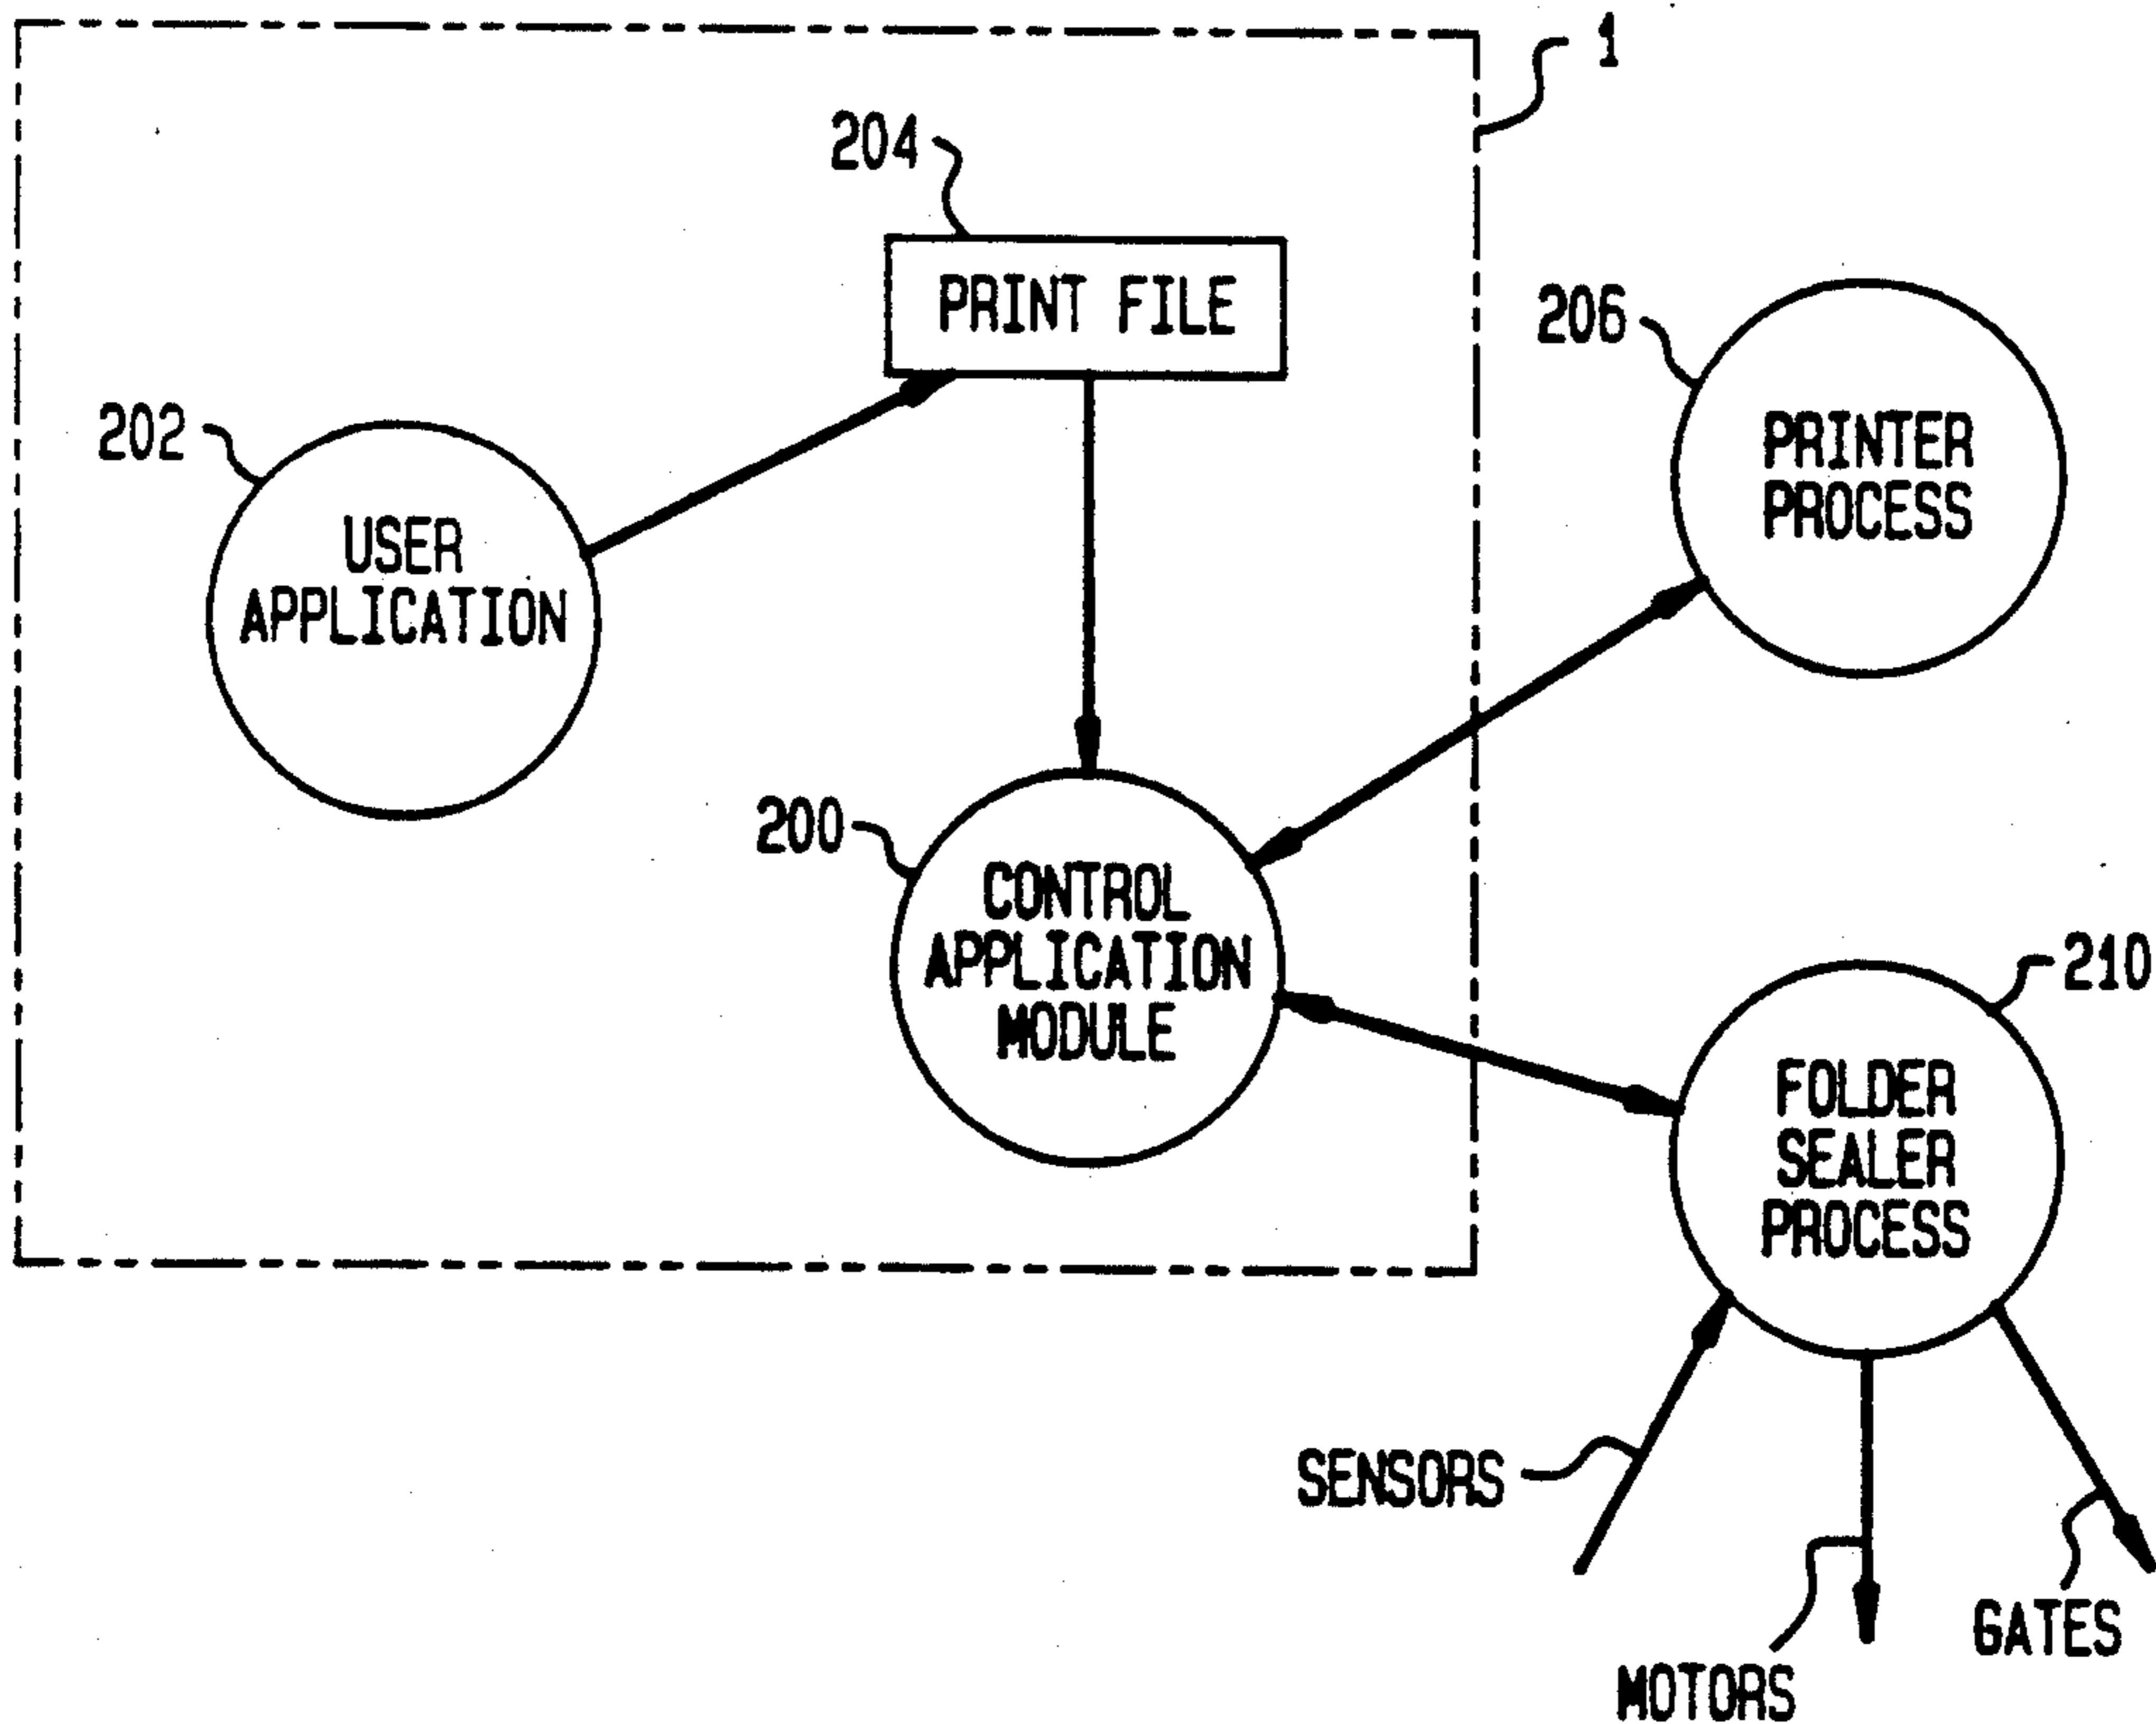 1
204
PRINT FILE
206
PRINTER
PROCESS
202
USER
APPLICATION
200
CONTROL
APPLICATION
MODULE
210
FOLDER
SEALER
PROCESS
SENSORS
GATES
MOTORS